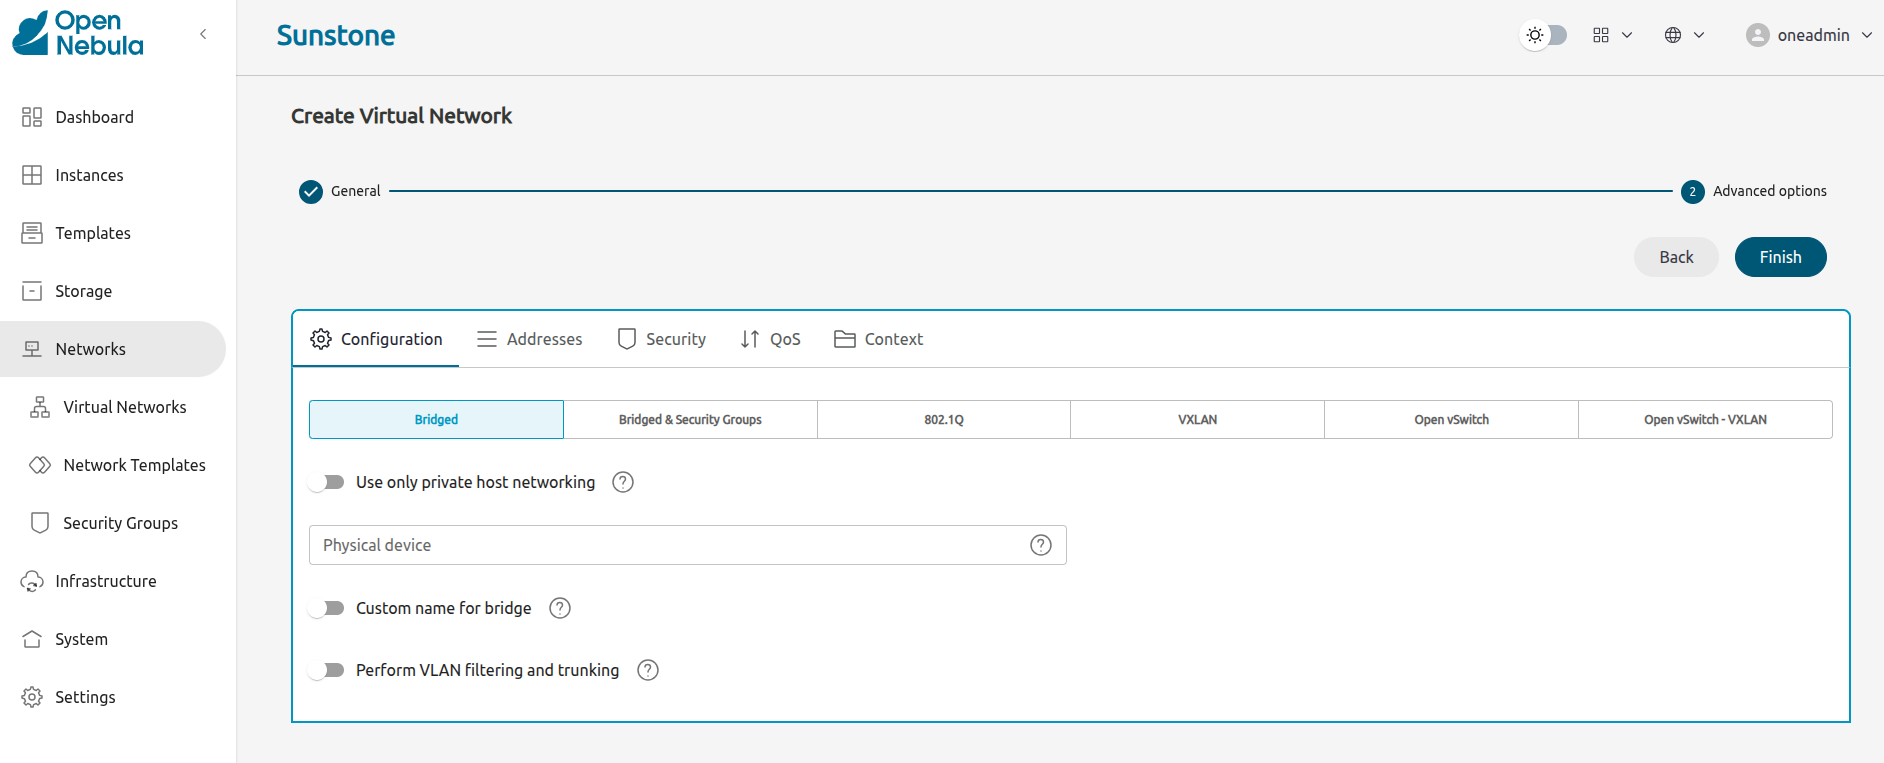 Open
Nebula
Sunstone
oneadmin
Dashboard
Instances
Templates
Storage
Networks
Virtual Networks
Network Templates
Security Groups
Infrastructure
System
Settings
Create Virtual Network
General
2 Advanced options
Back
Finish
Configuration
Addresses
Security
QoS
Context
Bridged
Bridged & Security Groups
802.1Q
VXLAN
Open vSwitch
Open vSwitch - VXLAN
Use only private host networking ?
Physical device ?
Custom name for bridge ?
Perform VLAN filtering and trunking ?